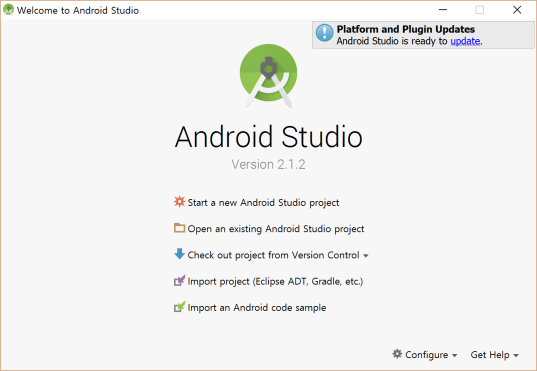 Welcome to Android Studio
Platform and Plugin Updates
Android Studio is ready to update.
Android Studio
Version 2.1.2
Start a new Android Studio project
Open an existing Android Studio project
Check out project from Version Control
Import project (Eclipse ADT, Gradle, etc.)
Import an Android code sample
Configure Get Help